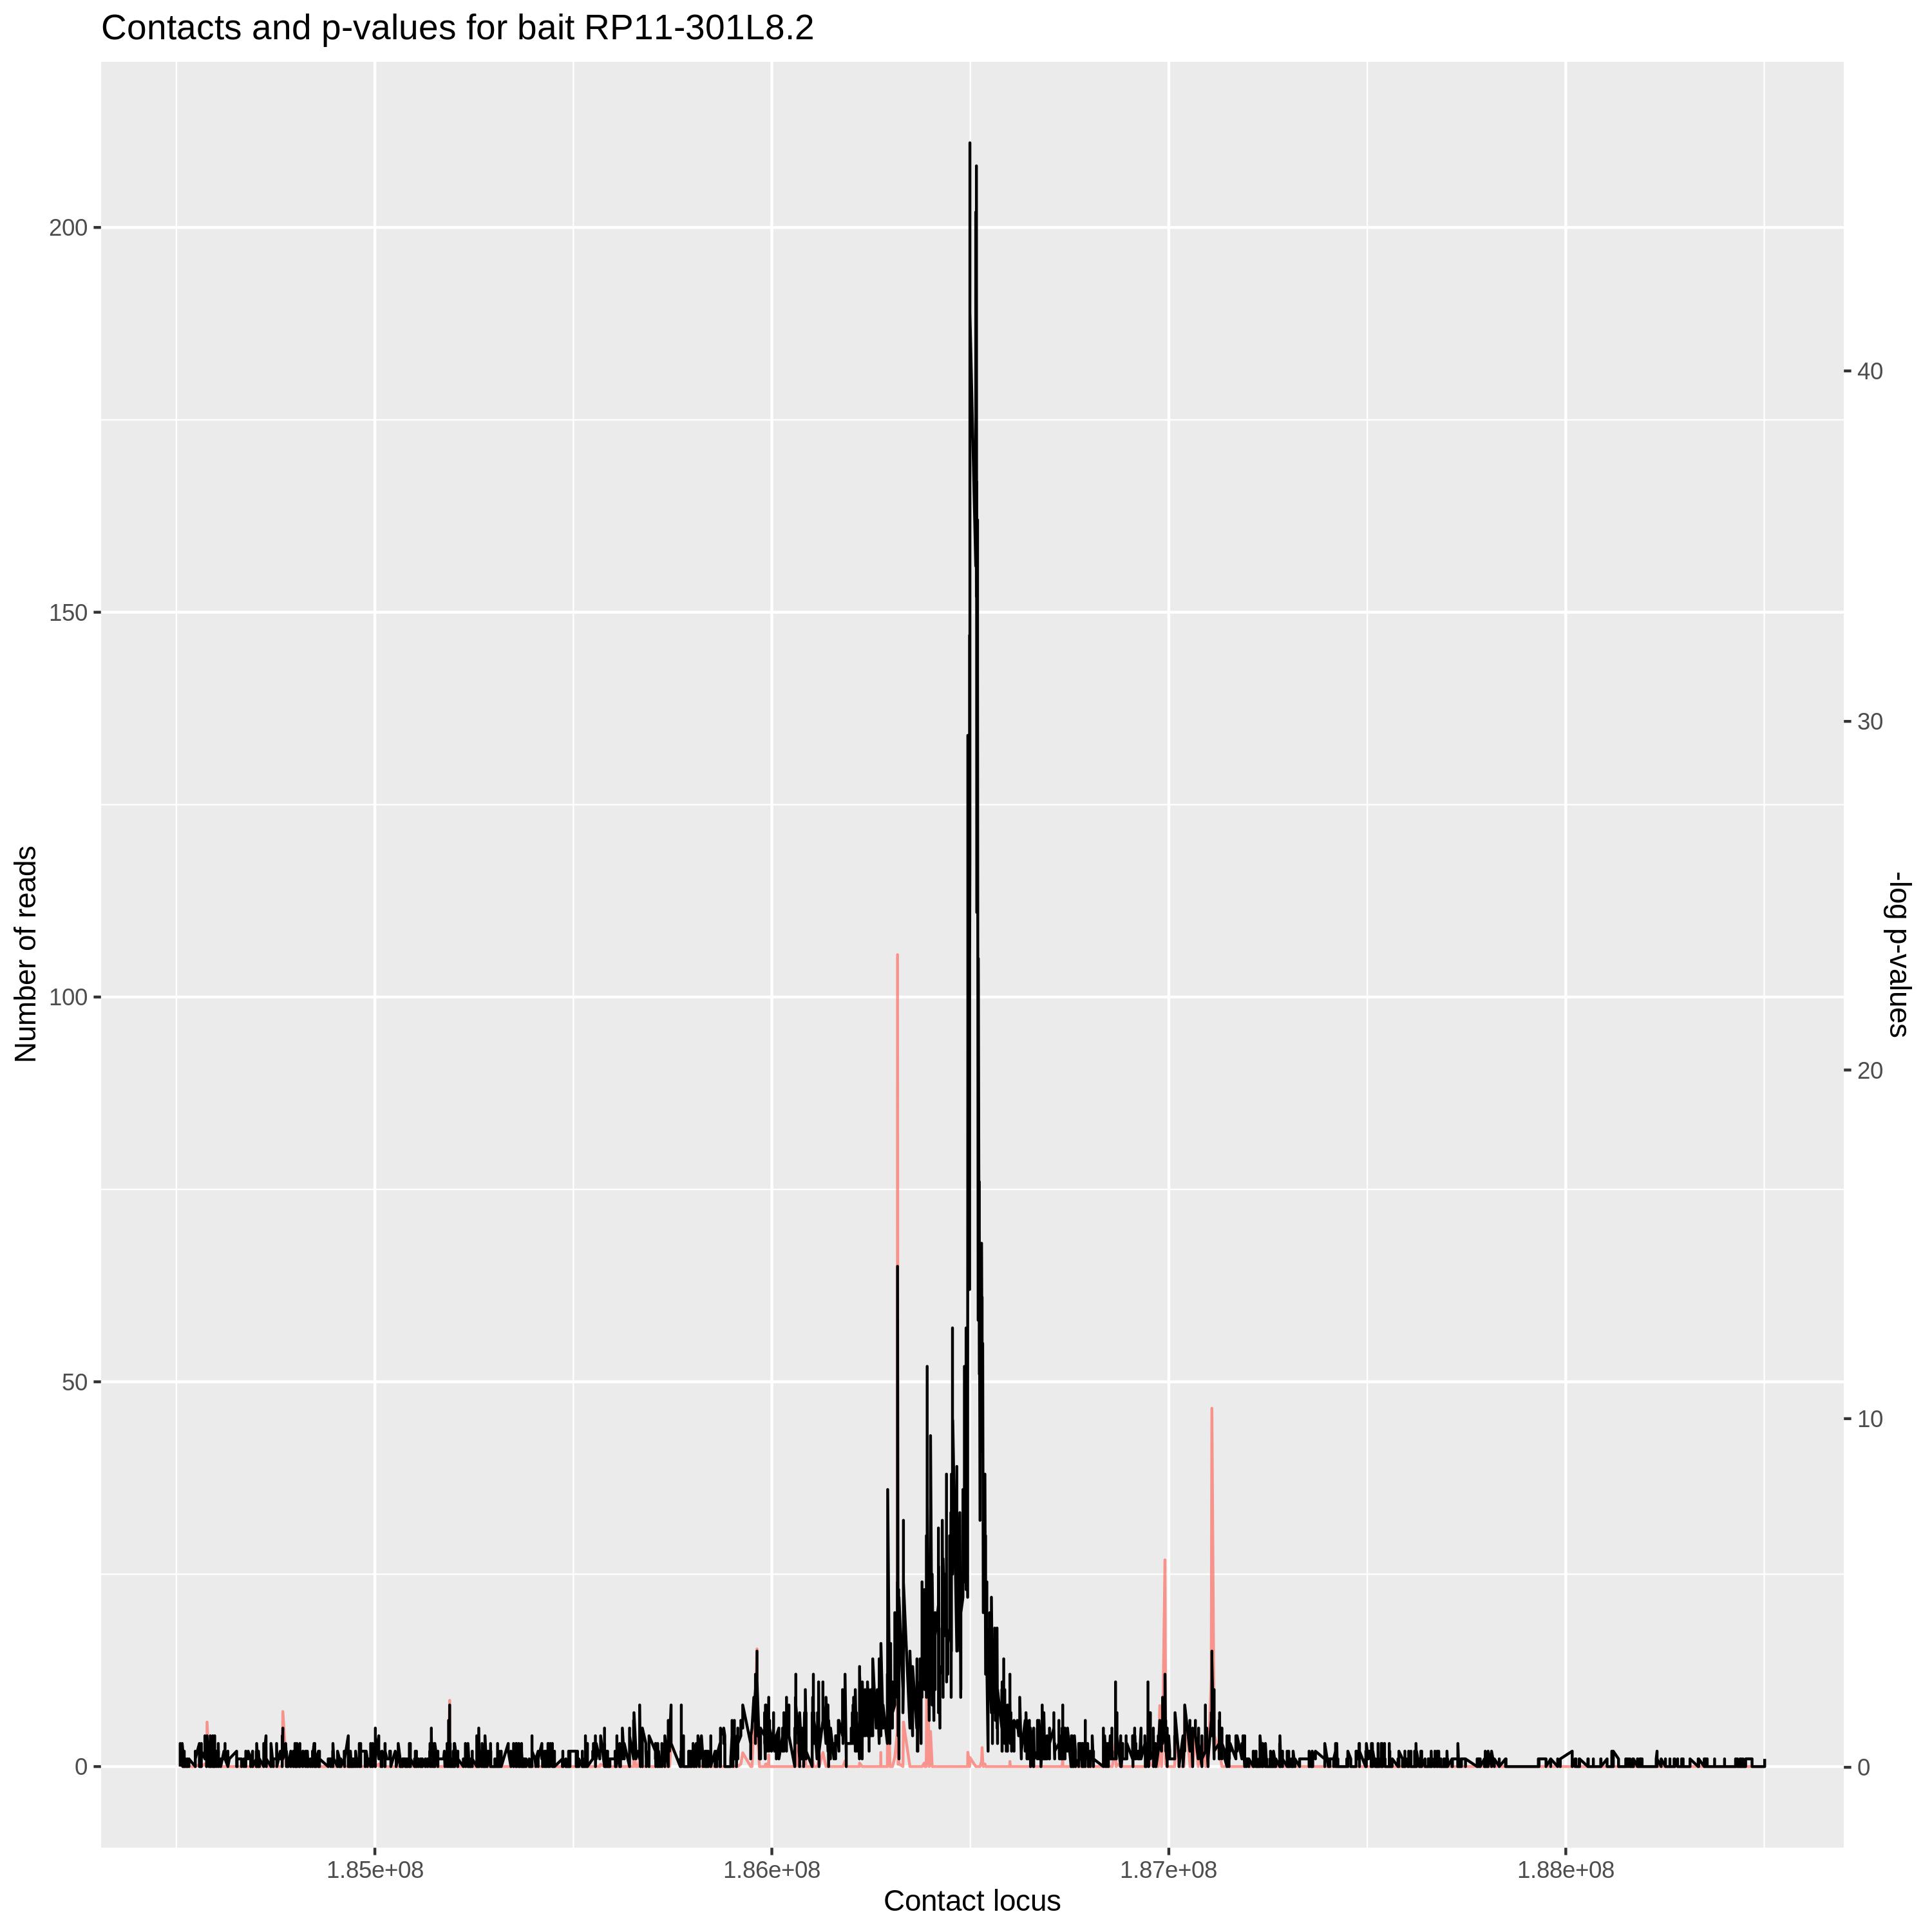 Contacts and p-values for bait RP11-301L8.2
200
150
100
50
0
Number of reads
40
30
20
10
0
-log p-values
1.85e+08 1.86e+08 1.87e+08 1.88e+08
Contact locus